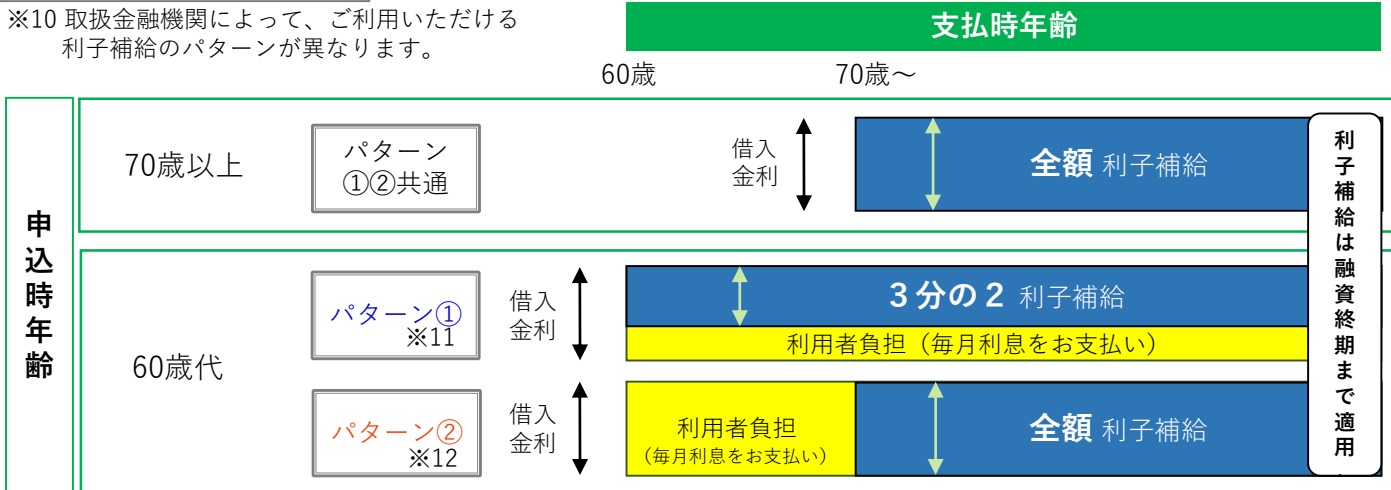 ※10 取扱金融機関によって、ご利用いただける
利子補給のパターンが異なります。
支払時年齢
60歳
70歳～
申込時年齢
70歳以上
パターン
①②共通
借入
金利
全額 利子補給
60歳代
パターン①
※11
借入
金利
３分の２ 利子補給
利用者負担（毎月利息をお支払い）
パターン②
※12
借入
金利
利用者負担
（毎月利息をお支払い）
全額 利子補給
利子補給は融資終期まで適用